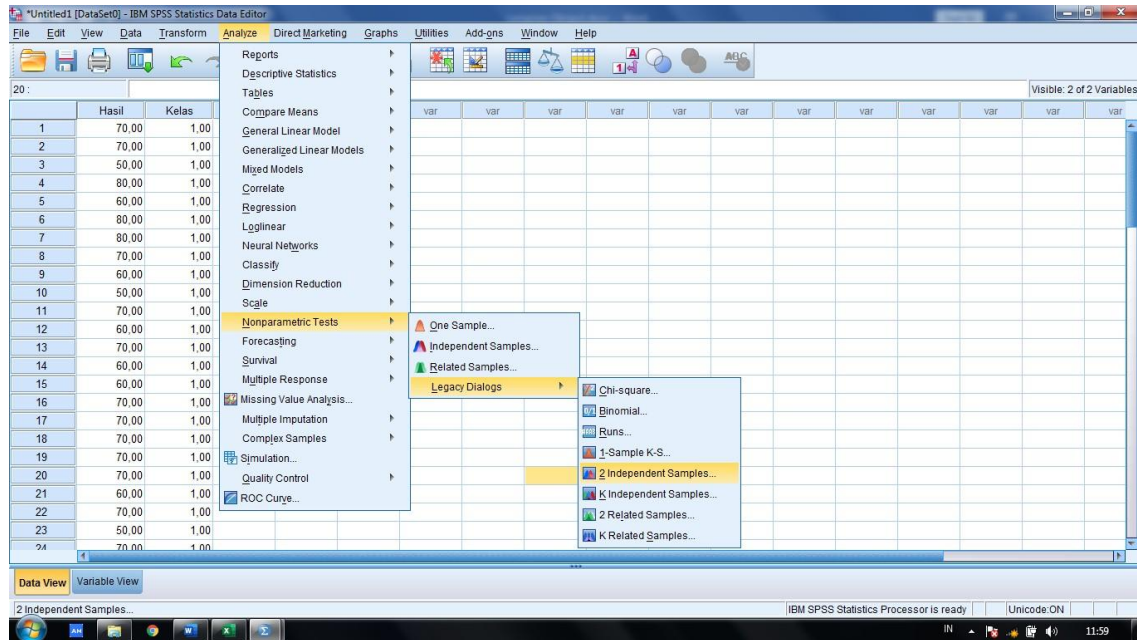 *Untitled1 [DataSet0] - IBM SPSS Statistics Data Editor
File Edit View Data Transform Analyze Direct Marketing Graphs Utilities Add-ons Window Help
20 :
Visible: 2 of 2 Variables
Hasil Kelas var var var var var var var var var var var var
1 70,00 1,00
2 70,00 1,00
3 50,00 1,00
4 80,00 1,00
5 60,00 1,00
6 80,00 1,00
7 80,00 1,00
8 70,00 1,00
9 60,00 1,00
10 50,00 1,00
11 70,00 1,00
12 60,00 1,00
13 70,00 1,00
14 60,00 1,00
15 60,00 1,00
16 70,00 1,00
17 70,00 1,00
18 70,00 1,00
19 70,00 1,00
20 70,00 1,00
21 60,00 1,00
22 70,00 1,00
23 50,00 1,00
24 70,00 1,00
Reports
Descriptive Statistics
Tables
Compare Means
General Linear Model
Generalized Linear Models
Mixed Models
Correlate
Regression
Loglinear
Neural Networks
Classify
Dimension Reduction
Scale
Nonparametric Tests
Forecasting
Survival
Multiple Response
Missing Value Analysis...
Multiple Imputation
Complex Samples
Simulation...
Quality Control
ROC Curve...
One Sample...
Independent Samples...
Related Samples...
Legacy Dialogs
Chi-square...
Binomial...
Runs...
1-Sample K-S...
2 Independent Samples...
K Independent Samples...
2 Related Samples...
K Related Samples...
Data View Variable View
2 Independent Samples...
IBM SPSS Statistics Processor is ready Unicode:ON
IN 11:59